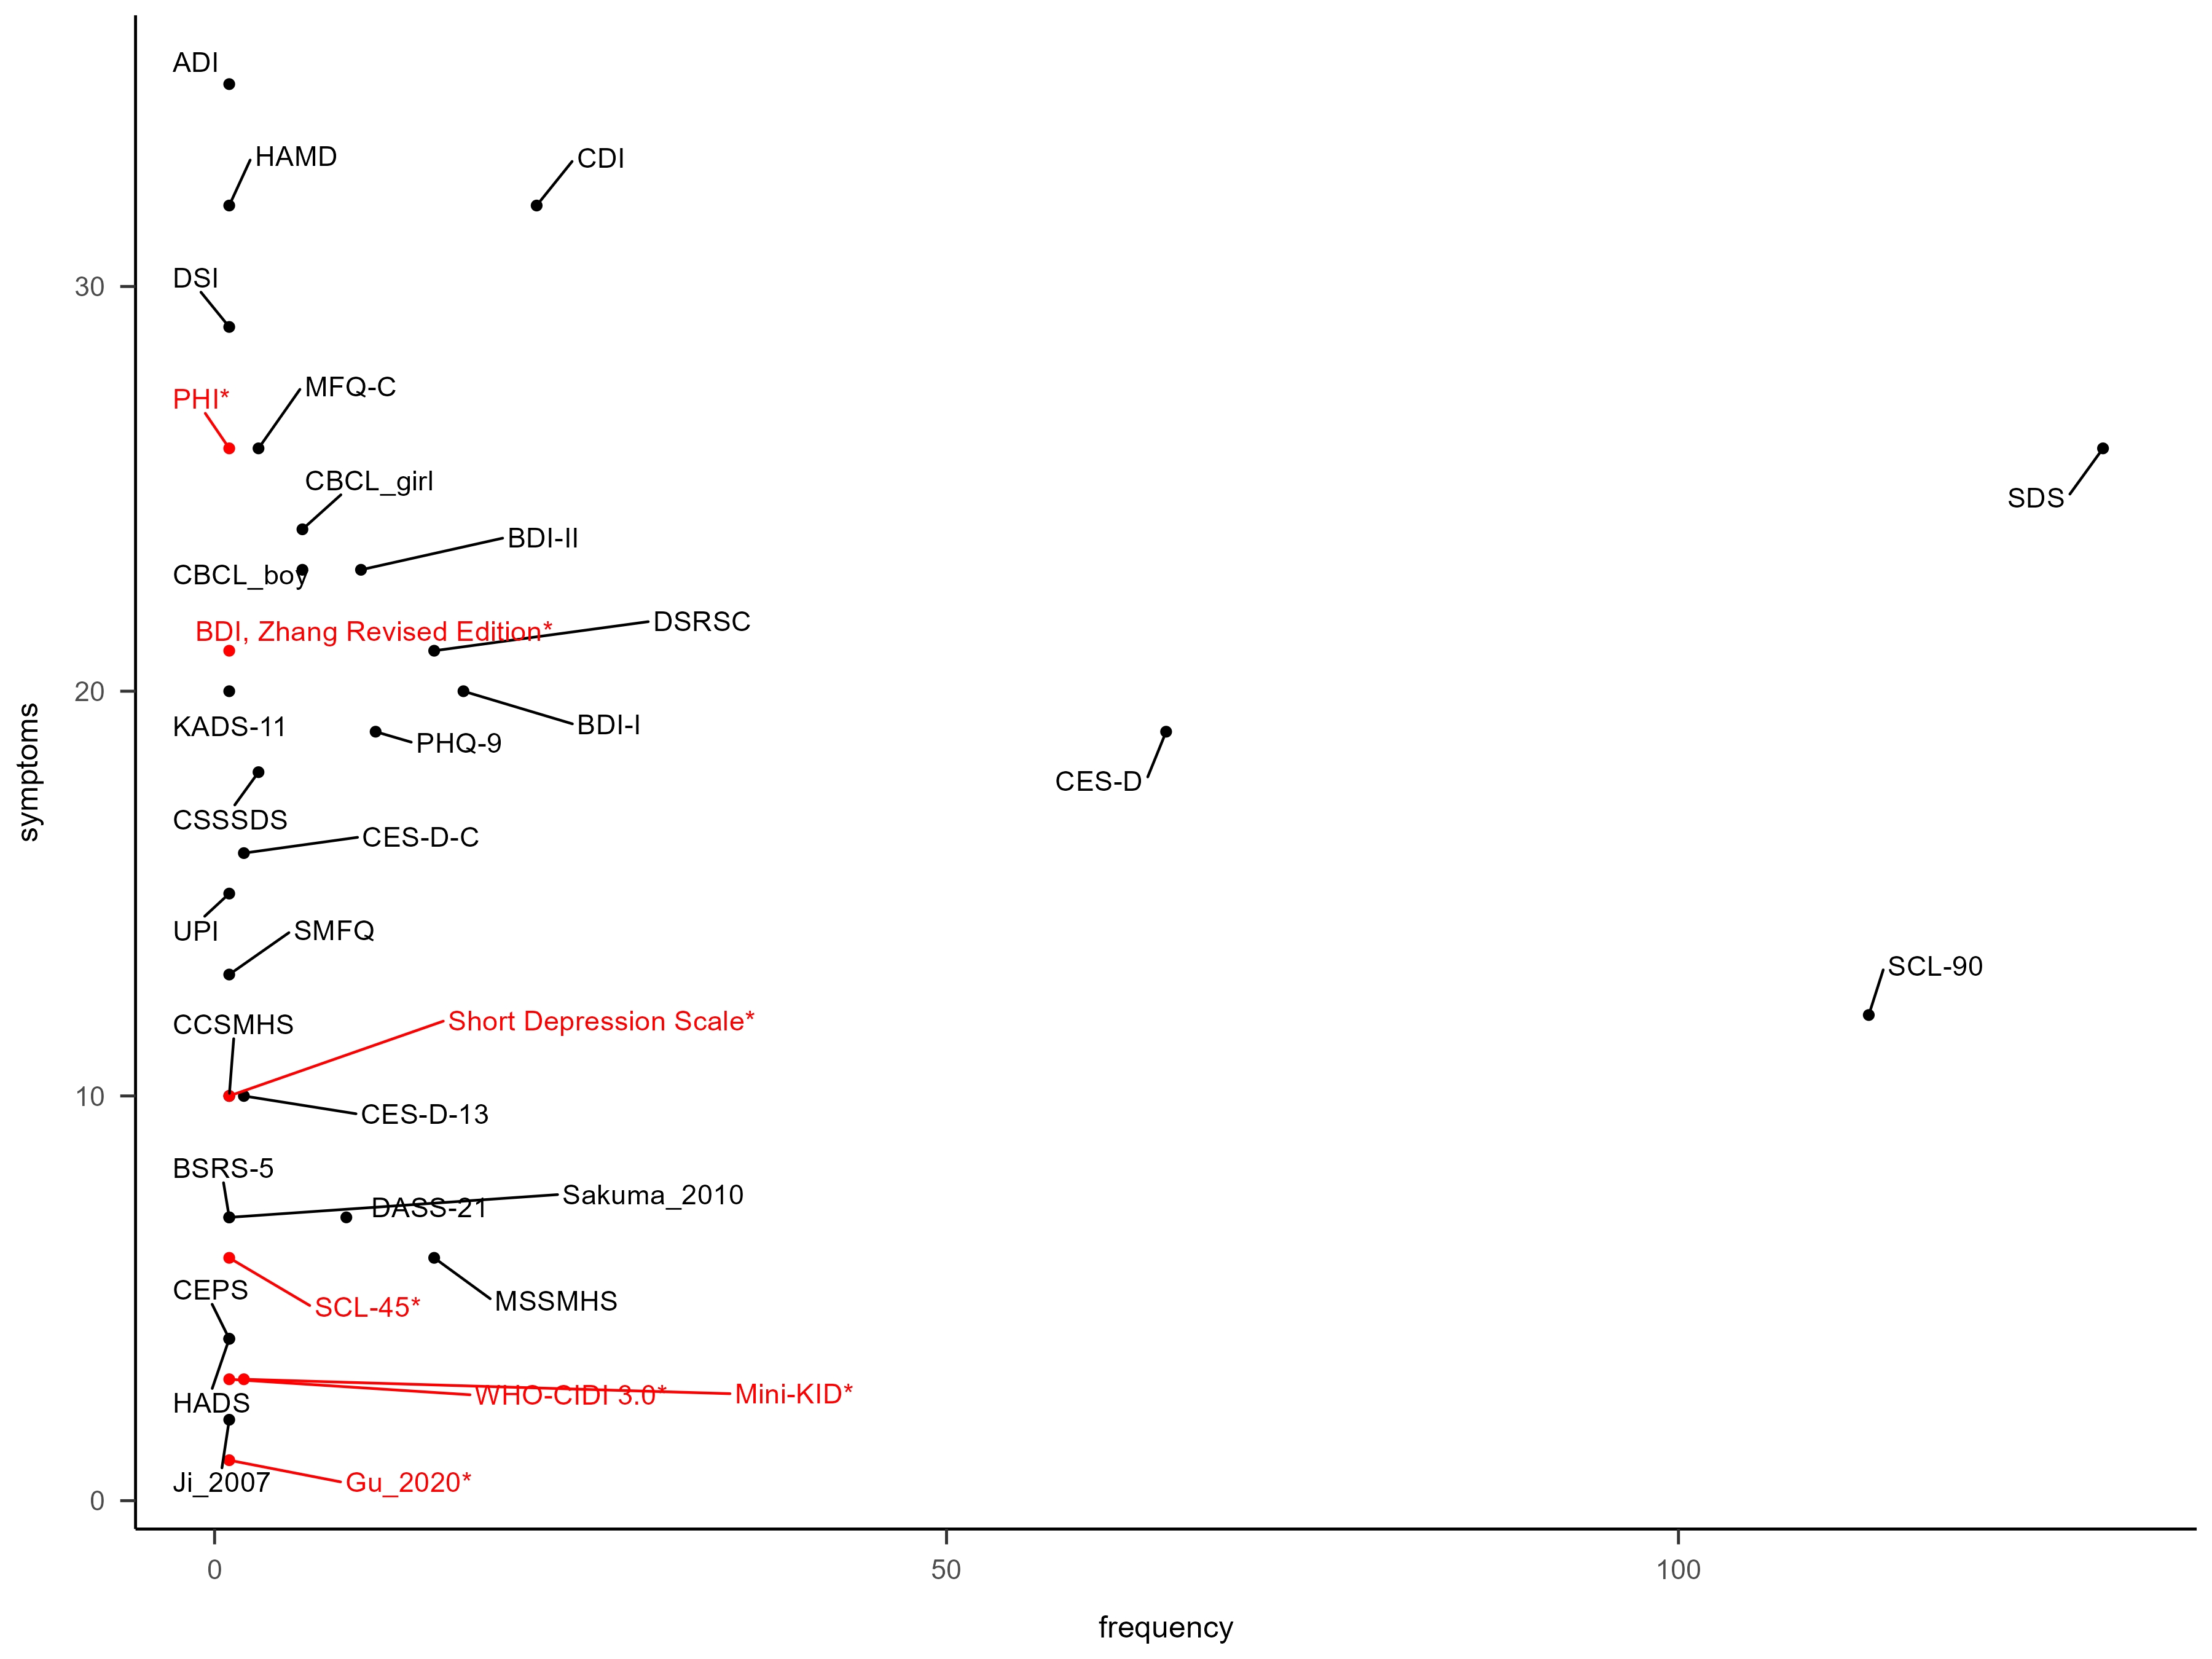 ADI
HAMD
CDI
DSI
30
MFQ-C
PHI*
CBCL_girl
SDS
BDI-II
CBCL_boy
DSRSC
BDI, Zhang Revised Edition*
20
BDI-I
KADS-11
PHQ-9
symptoms
CES-D
CSSSDS
CES-D-C
UPI
SMFQ
SCL-90
Short Depression Scale*
CCSMHS
10
CES-D-13
BSRS-5
Sakuma_2010
DASS-21
CEPS
MSSMHS
SCL-45*
WHO-CIDI 3.0*
Mini-KID*
HADS
Ji_2007
Gu_2020*
0
0
50
100
frequency